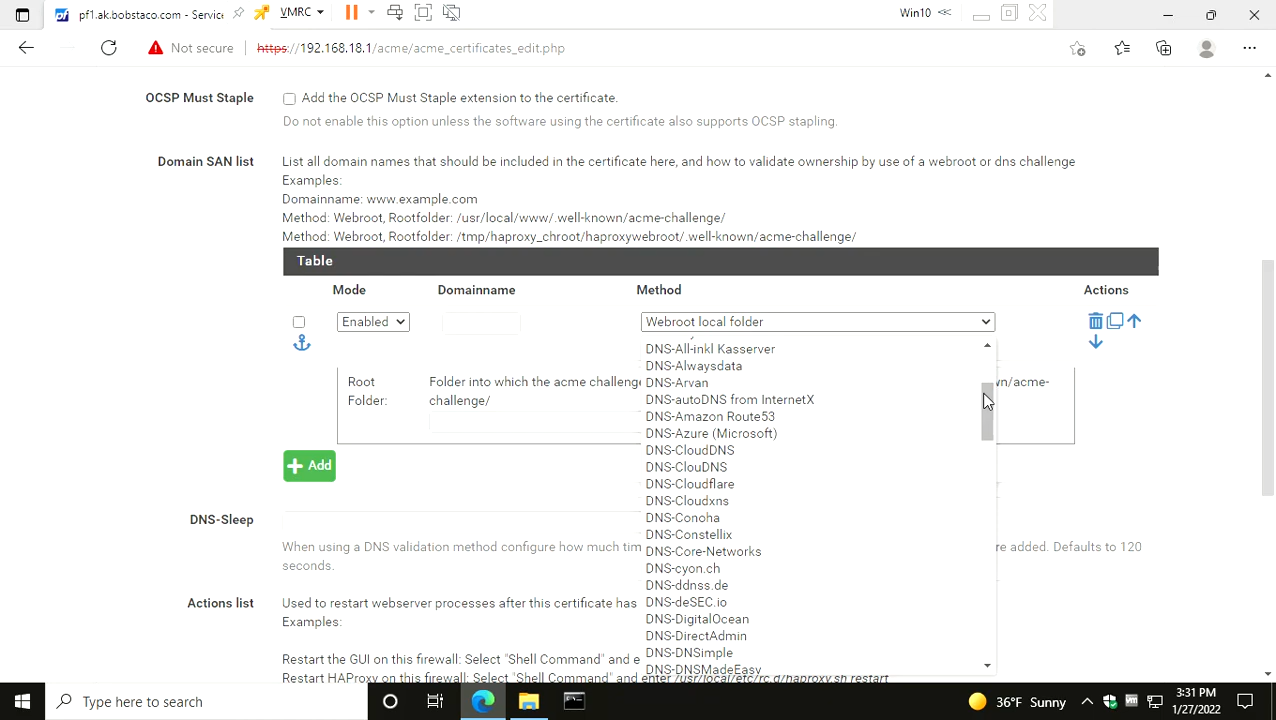 pf1.ak.bobstaco.com - Servic
VMRC
Win10
Not secure
https://192.168.18.1/acme/acme_certificates_edit.php
OCSP Must Staple
Add the OCSP Must Staple extension to the certificate.
Do not enable this option unless the software using the certificate also supports OCSP stapling.
Domain SAN list
List all domain names that should be included in the certificate here, and how to validate ownership by use of a webroot or dns challenge
Examples:
Domainname: www.example.com
Method: Webroot, Rootfolder: /usr/local/www/.well-known/acme-challenge/
Method: Webroot, Rootfolder: /tmp/haproxy_chroot/haproxywebroot/.well-known/acme-challenge/
Table
Mode Domainname Method Actions
Enabled Webroot local folder
DNS-All-inkl Kasserver
DNS-Alwaysdata
DNS-Arvan
DNS-autoDNS from InternetX
DNS-Amazon Route53
DNS-Azure (Microsoft)
DNS-CloudDNS
DNS-ClouDNS
DNS-Cloudflare
DNS-Cloudxns
DNS-Conoha
DNS-Constellix
DNS-Core-Networks
DNS-cyon.ch
DNS-ddnss.de
DNS-deSEC.io
DNS-DigitalOcean
DNS-DirectAdmin
DNS-DNSimple
DNS-DNSMadeEasy
Root Folder into which the acme challenge wn/acme-
Folder: challenge/
Add
DNS-Sleep
When using a DNS validation method configure how much tim re added. Defaults to 120
seconds.
Actions list
Used to restart webserver processes after this certificate has
Examples:
Restart the GUI on this firewall: Select "Shell Command" and e
Restart HAProxy on this firewall: Select "Shell Command" and enter /usr/local/etc/rc.d/haproxy.sh restart
Type here to search
36°F Sunny
3:31 PM
1/27/2022